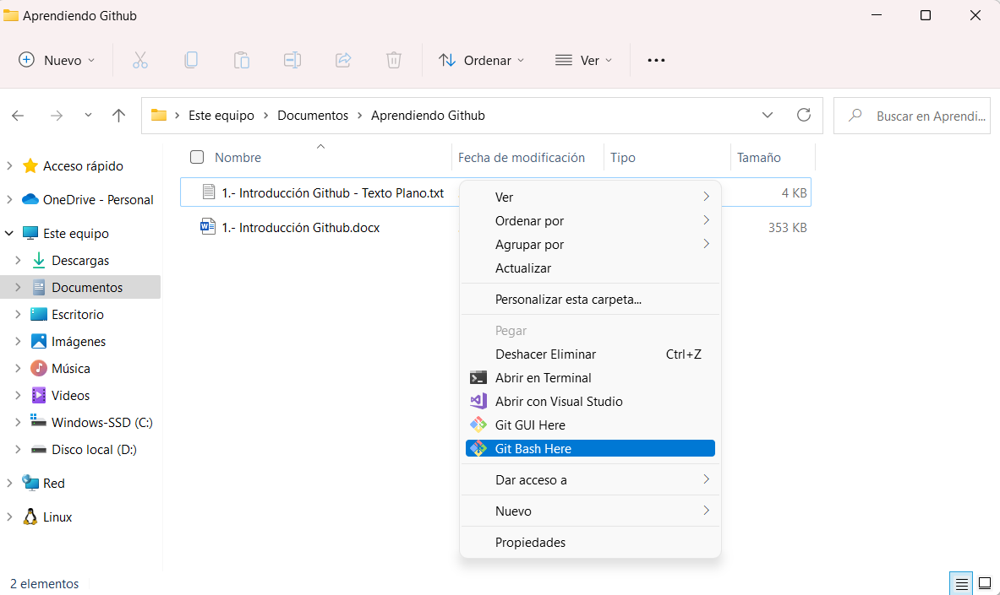 Aprendiendo Github
Nuevo
Ordenar
Ver
Este equipo
Documentos
Aprendiendo Github
Buscar en Aprendi...
Nombre
Fecha de modificación
Tipo
Tamaño
1.- Introducción Github - Texto Plano.txt
4 KB
1.- Introducción Github.docx
353 KB
Acceso rápido
OneDrive - Personal
Este equipo
Descargas
Documentos
Escritorio
Imágenes
Música
Videos
Windows-SSD (C:)
Disco local (D:)
Red
Linux
Ver
Ordenar por
Agrupar por
Actualizar
Personalizar esta carpeta...
Pegar
Deshacer Eliminar Ctrl+Z
Abrir en Terminal
Abrir con Visual Studio
Git GUI Here
Git Bash Here
Dar acceso a
Nuevo
Propiedades
2 elementos